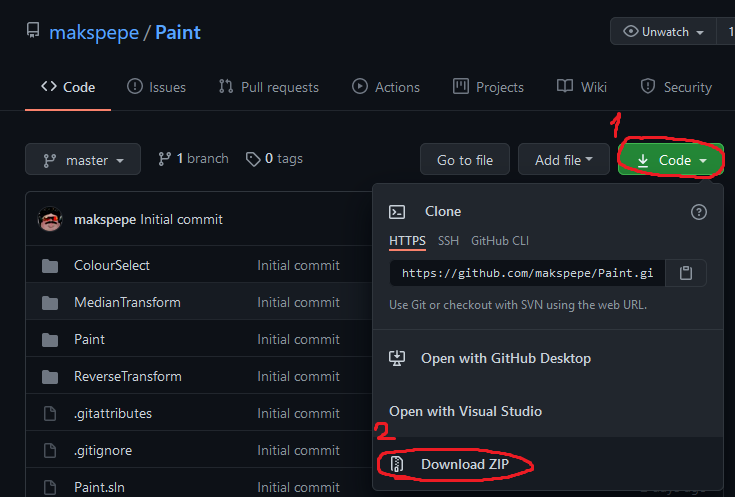 makspepe / Paint
Unwatch 1
Code Issues Pull requests Actions Projects Wiki Security
1
master 1 branch 0 tags Go to file Add file Code
makspepe Initial commit
ColourSelect Initial commit
MedianTransform Initial commit
Paint Initial commit
ReverseTransform Initial commit
.gitattributes Initial commit
.gitignore Initial commit
Paint.sln Initial commit
Clone
HTTPS SSH GitHub CLI
https://github.com/makspepe/Paint.gi
Use Git or checkout with SVN using the web URL.
Open with GitHub Desktop
Open with Visual Studio
2
Download ZIP